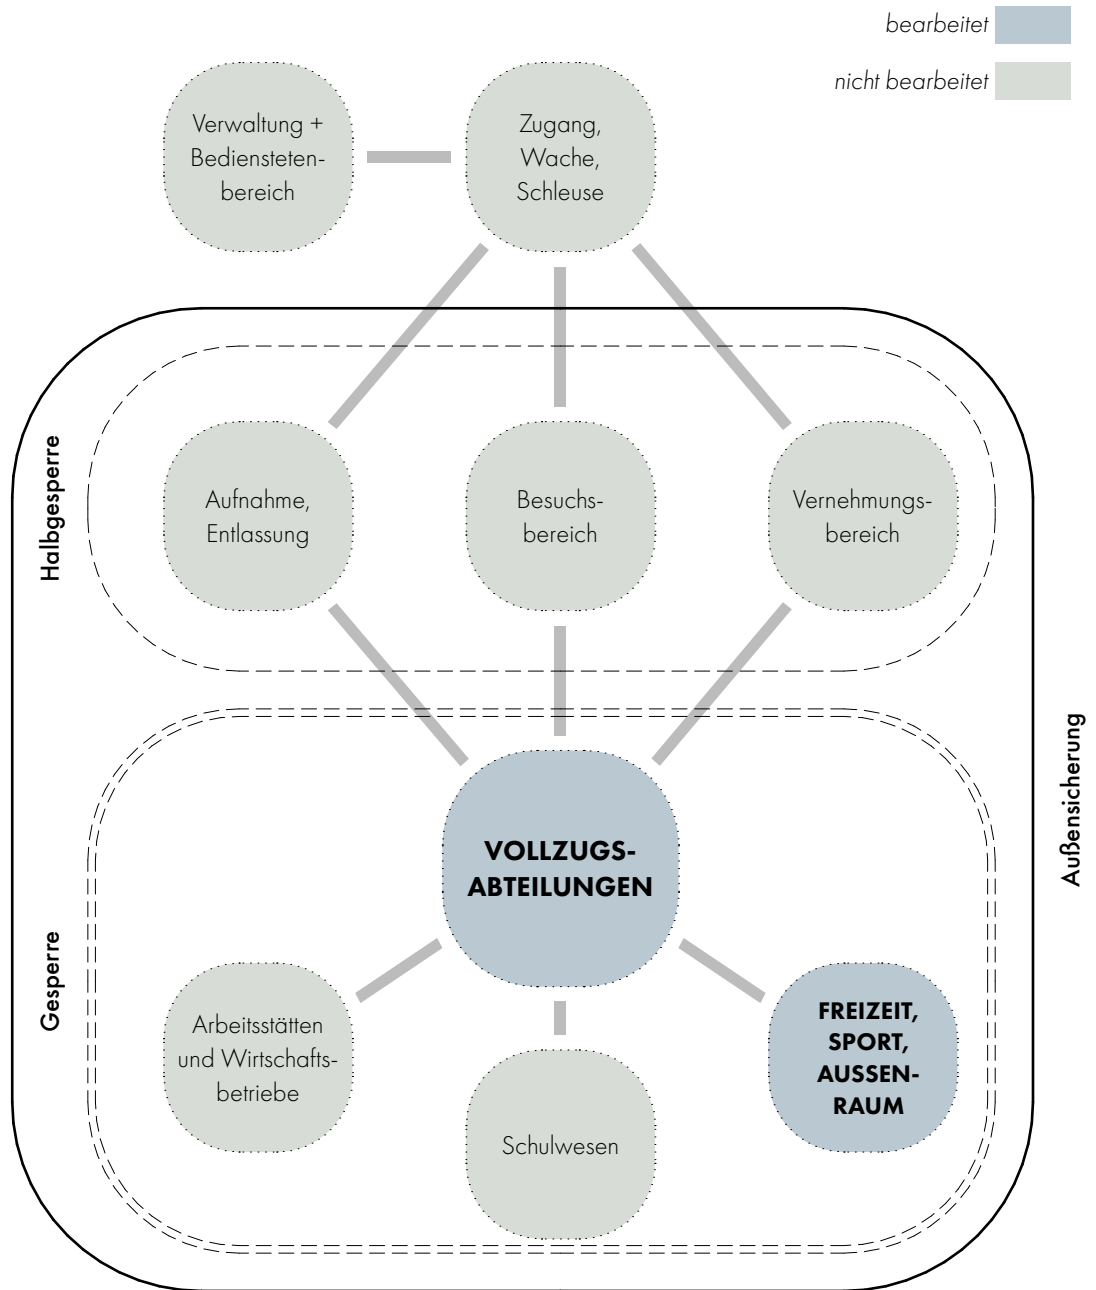 bearbeitet
nicht bearbeitet
Verwaltung +
Bediensteten-
bereich
Zugang,
Wache,
Schleuse
Halbgesperre
Aufnahme,
Entlassung
Besuchs-
bereich
Vernehmungs-
bereich
Außensicherung
Gesperre
VOLLZUGS-
ABTEILUNGEN
Arbeitsstätten
und Wirtschafts-
betriebe
Schulwesen
FREIZEIT,
SPORT,
AUSSEN-
RAUM